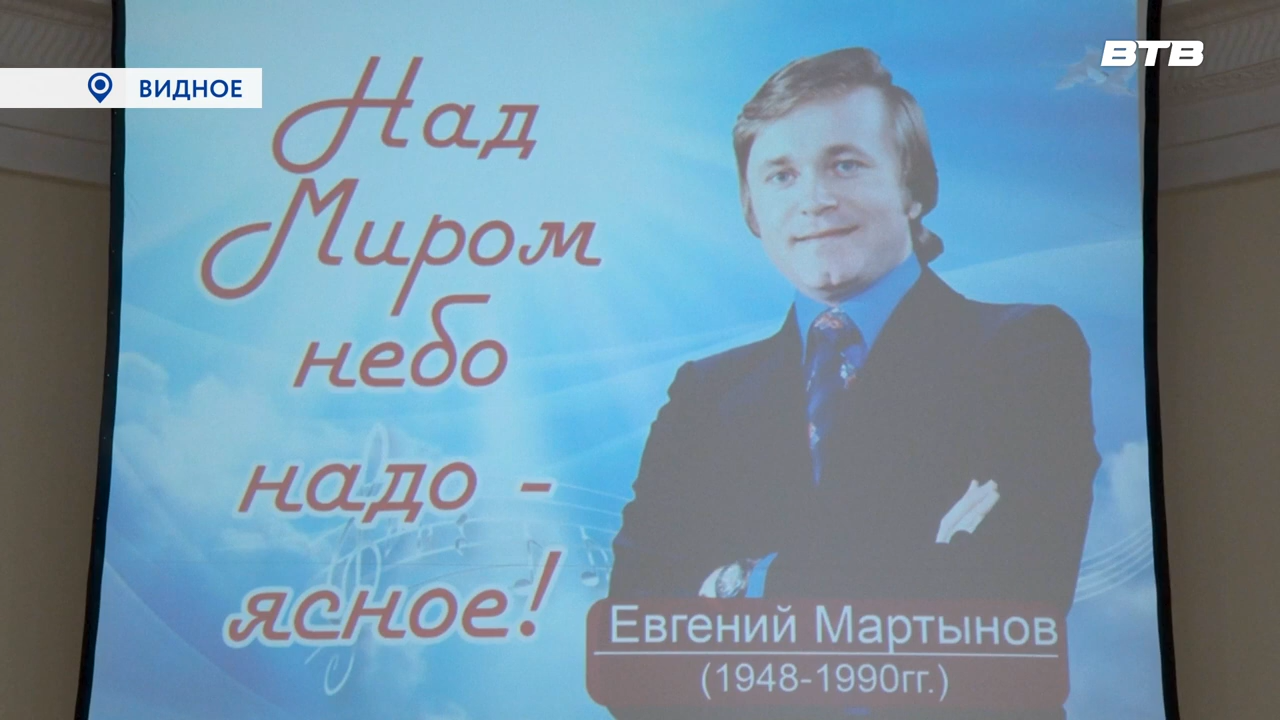 ВТВ
ВИДНОЕ
Над
Миром
небо
надо -
ясное!
Евгений Мартынов
(1948-1990гг.)